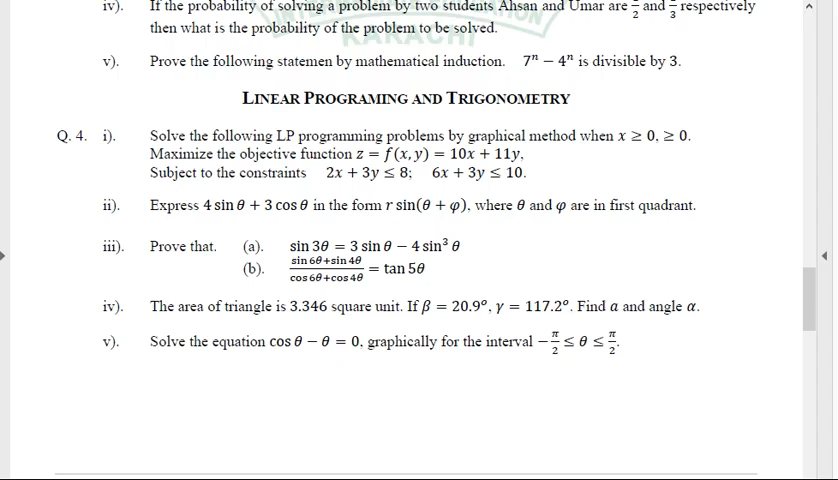 iv). If the probability of solving a problem by two students Ahsan and Umar are and respectively
then what is the probability of the problem to be solved.
KARACHI
v). Prove the following statemen by mathematical induction. 7ⁿ − 4ⁿ is divisible by 3.
LINEAR PROGRAMING AND TRIGONOMETRY
Q. 4. i). Solve the following LP programming problems by graphical method when x ≥ 0, ≥ 0.
Maximize the objective function z = f(x, y) = 10x + 11y,
Subject to the constraints 2x + 3y ≤ 8; 6x + 3y ≤ 10.
ii). Express 4 sin θ + 3 cos θ in the form r sin(θ + φ), where θ and φ are in first quadrant.
iii). Prove that. (a). sin 3θ = 3 sin θ − 4 sin³ θ
(b). (sin 6θ+sin 4θ)/(cos 6θ+cos 4θ) = tan 5θ
iv). The area of triangle is 3.346 square unit. If β = 20.9°, γ = 117.2°. Find a and angle α.
v). Solve the equation cos θ − θ = 0, graphically for the interval −π/2 ≤ θ ≤ π/2.